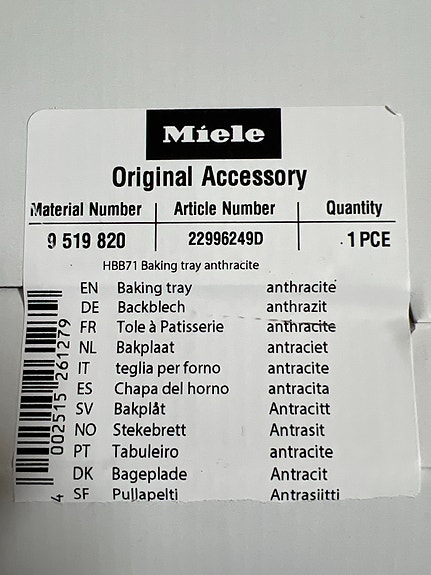 Miele
Original Accessory
Material Number Article Number Quantity
9 519 820 22996249D 1 PCE
HBB71 Baking tray anthracite
EN Baking tray anthracite
DE Backblech anthrazit
FR Tole à Patisserie anthracite
NL Bakplaat antraciet
IT teglia per forno antracite
ES Chapa del horno antracita
SV Bakplåt Antracitt
NO Stekebrett Antrasit
PT Tabuleiro antracite
DK Bageplade Antracit
SF Pullapelti Antrasiitti
4 002515 261279